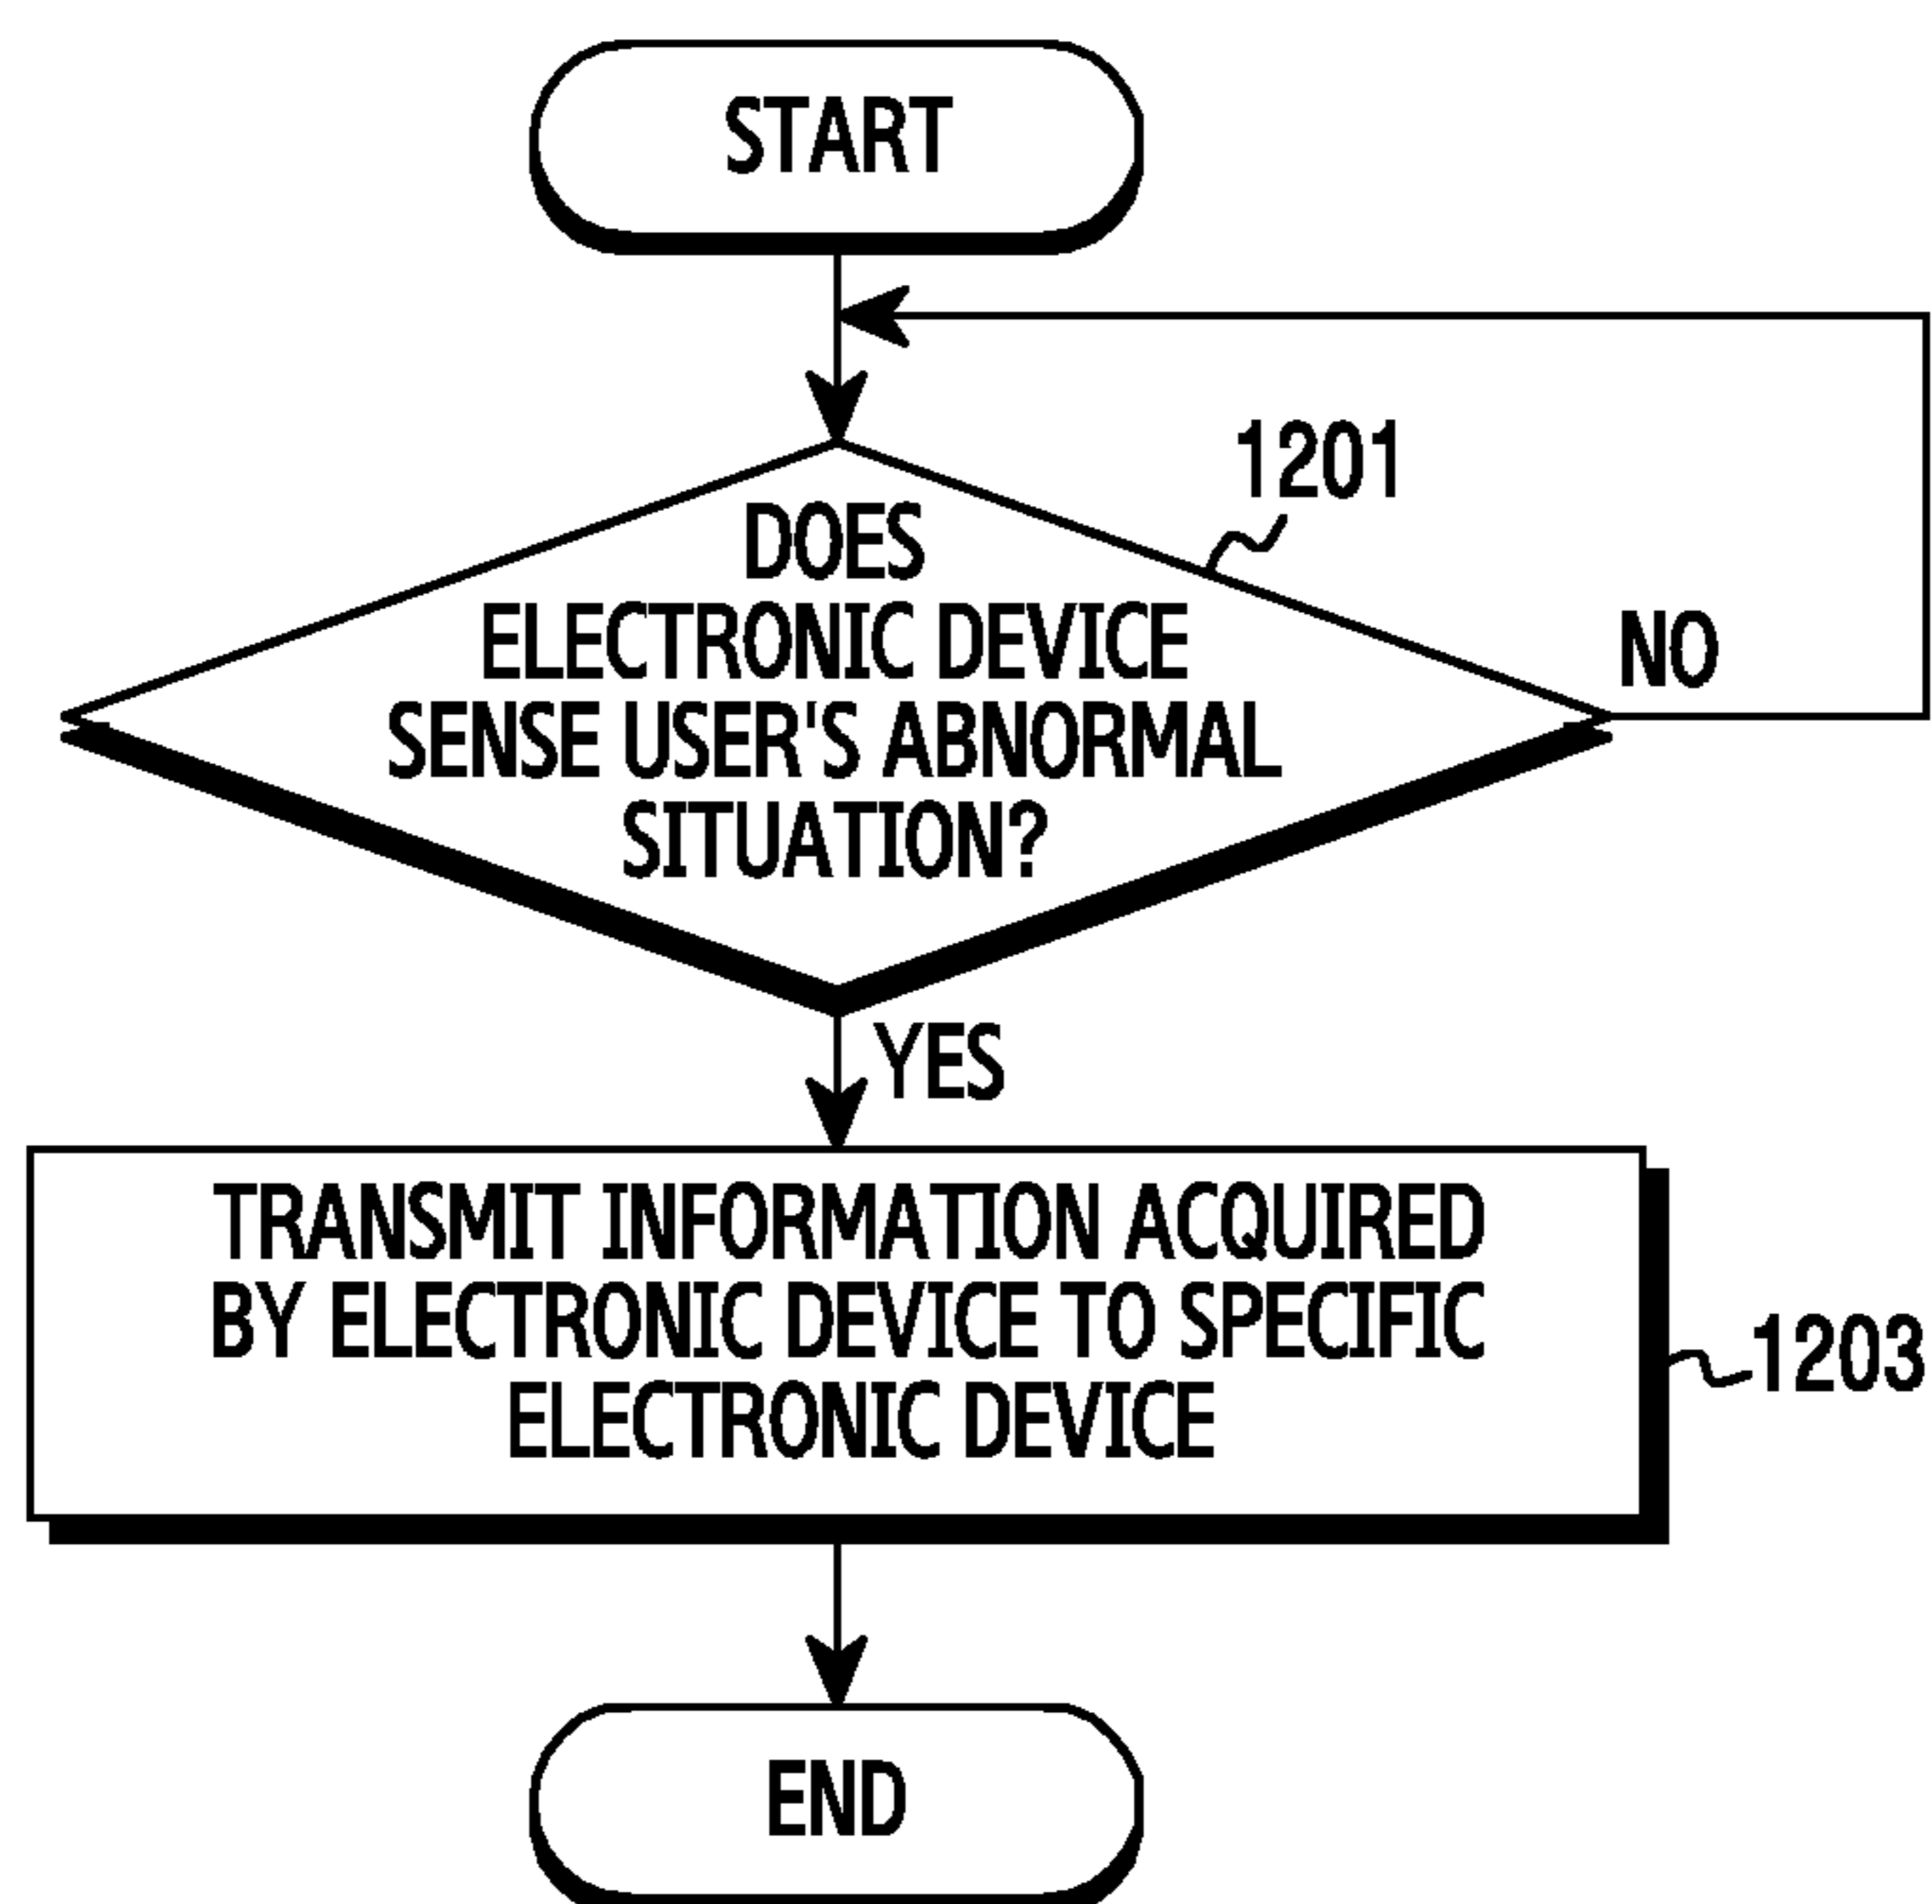 START
1201
DOES
ELECTRONIC DEVICE
SENSE USER'S ABNORMAL
SITUATION?
NO
YES
TRANSMIT INFORMATION ACQUIRED
BY ELECTRONIC DEVICE TO SPECIFIC
ELECTRONIC DEVICE
1203
END